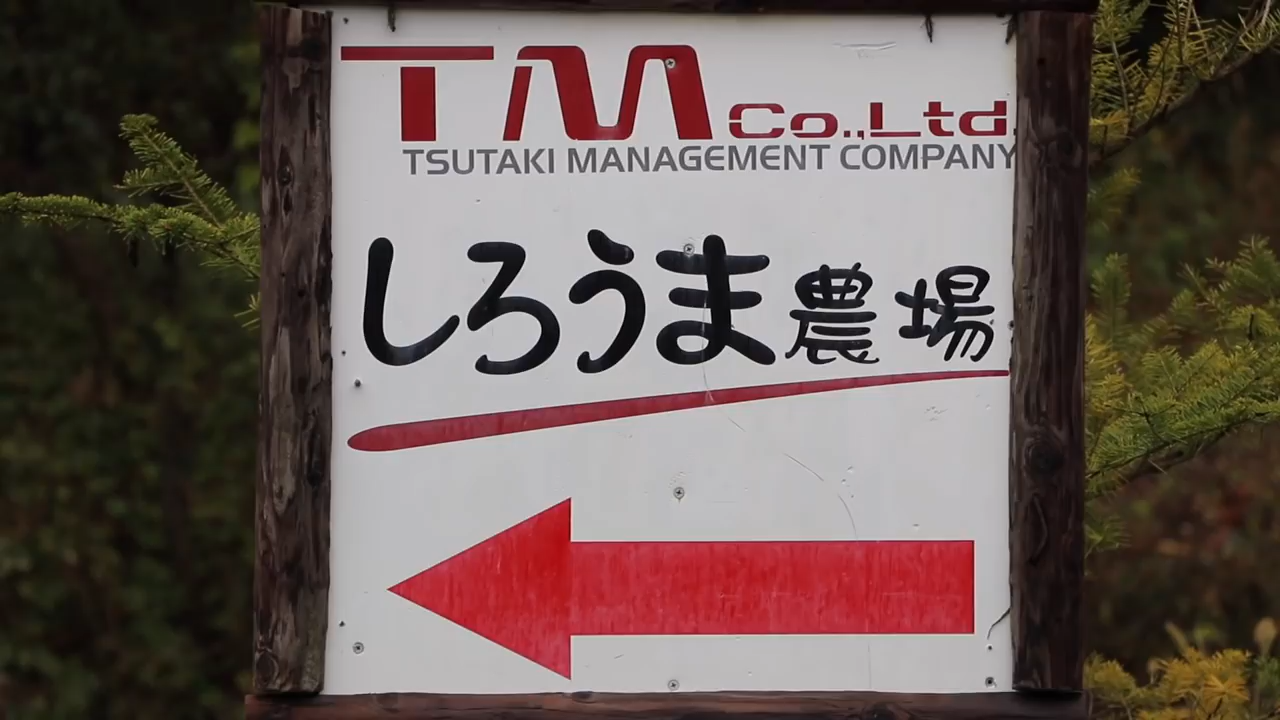 TM Co.,Ltd.
TSUTAKI MANAGEMENT COMPANY
しろうま農場